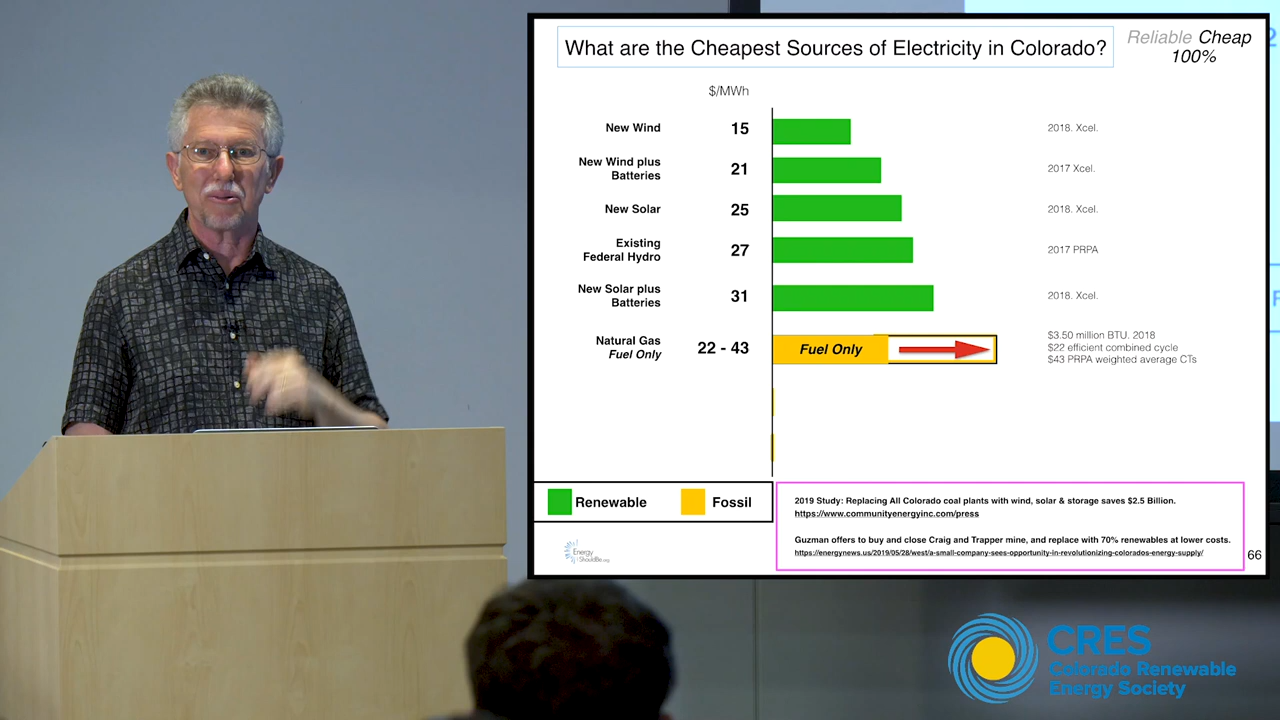 What are the Cheapest Sources of Electricity in Colorado?
Reliable Cheap
100%
$/MWh
New Wind 15 2018. Xcel.
New Wind plus
Batteries 21 2017 Xcel.
New Solar 25 2018. Xcel.
Existing
Federal Hydro 27 2017 PRPA
New Solar plus
Batteries 31 2018. Xcel.
Natural Gas
Fuel Only 22 - 43 Fuel Only
$3.50 million BTU. 2018
$22 efficient combined cycle
$43 PRPA weighted average CTs
Renewable Fossil
2019 Study: Replacing All Colorado coal plants with wind, solar & storage saves $2.5 Billion.
https://www.communityenergyinc.com/press
Guzman offers to buy and close Craig and Trapper mine, and replace with 70% renewables at lower costs.
https://energynews.us/2019/05/28/west/a-small-company-sees-opportunity-in-revolutionizing-colorados-energy-supply/
Energy
ShouldBe.org
66
CRES
Colorado Renewable
Energy Society